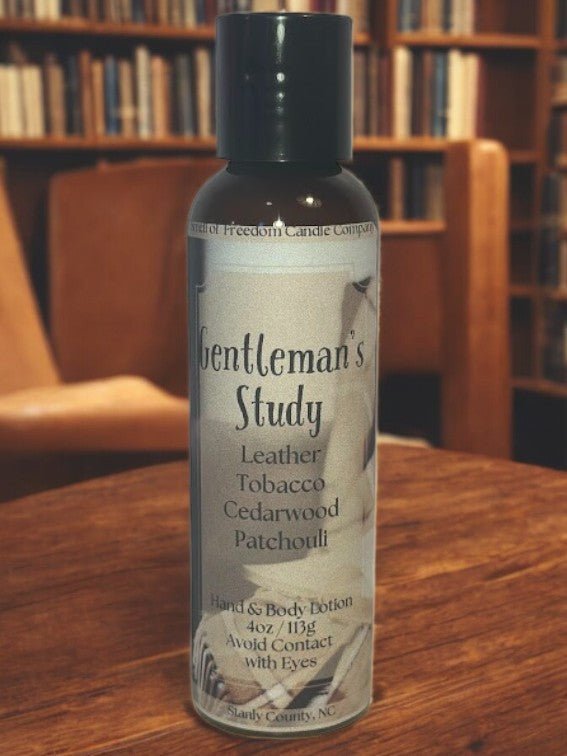 Smell of Freedom Candle Company
Gentleman's
Study
Leather
Tobacco
Cedarwood
Patchouli
Hand & Body Lotion
4oz / 113g
Avoid Contact
with Eyes
Stanly County, NC